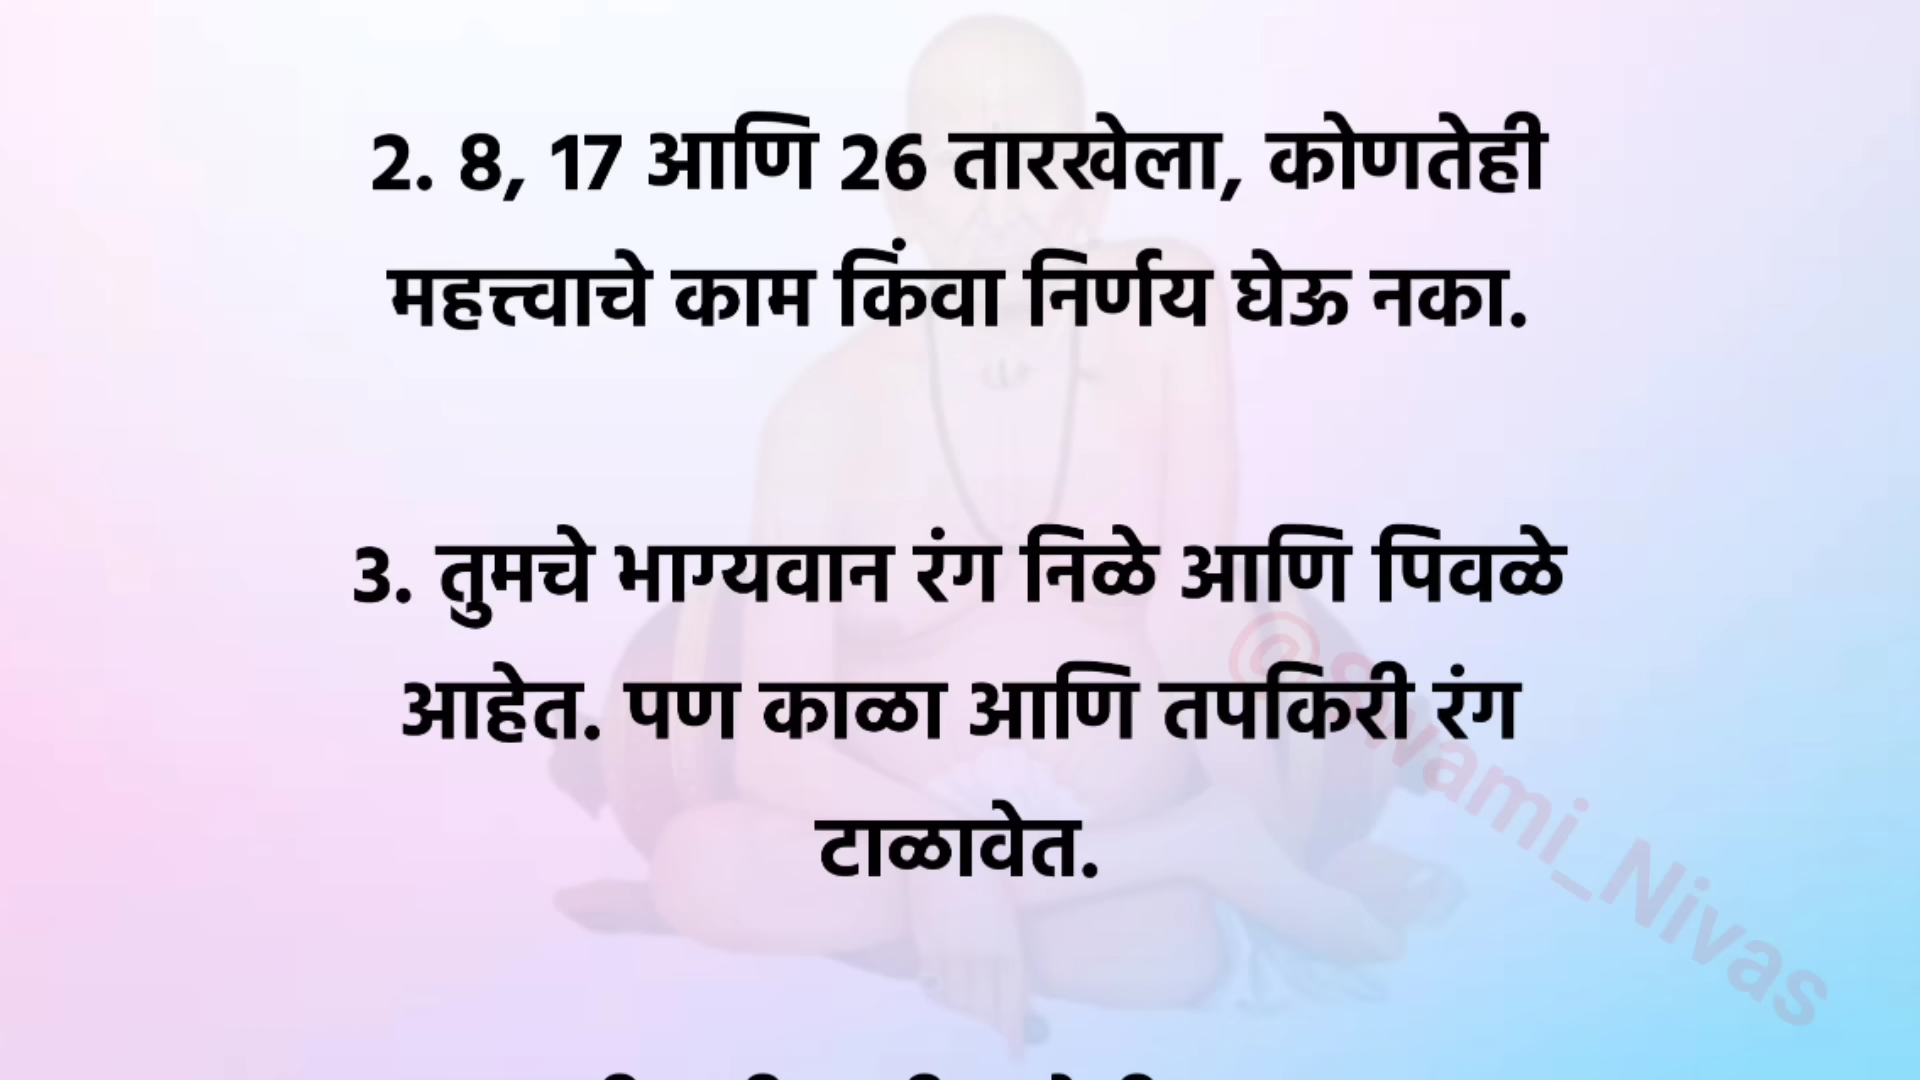 2. 8, 17 आणि 26 तारखेला, कोणतेही
महत्त्वाचे काम किंवा निर्णय घेऊ नका.
3. तुमचे भाग्यवान रंग निळे आणि पिवळे
आहेत. पण काळा आणि तपकिरी रंग
टाळावेत.
@Swami_Nivas